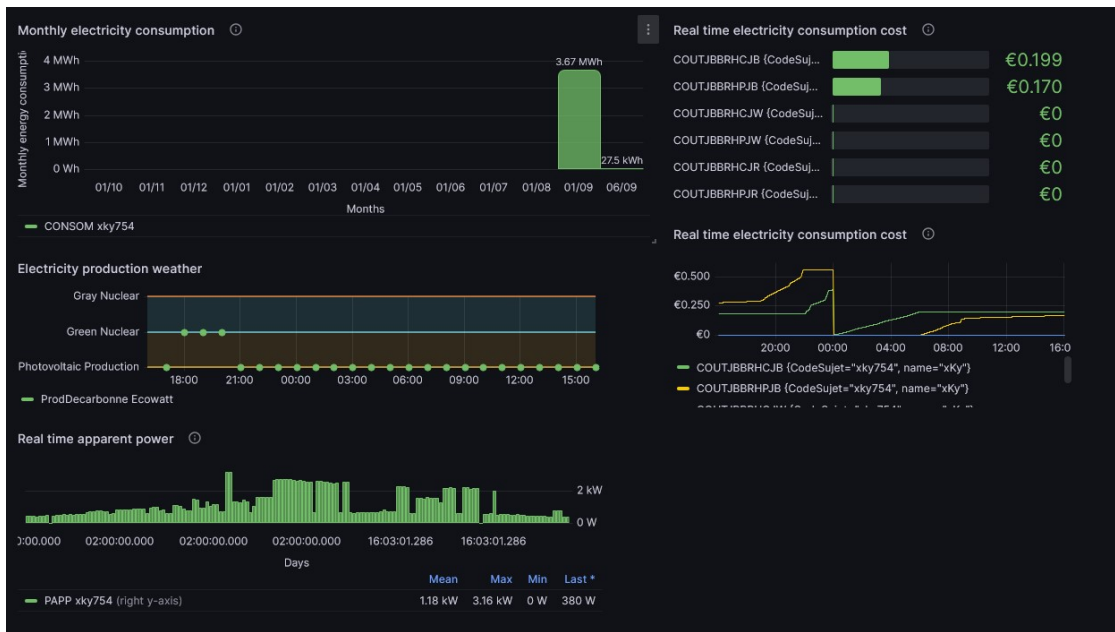 Monthly electricity consumption
Monthly energy consumpti
4 MWh
3 MWh
2 MWh
1 MWh
0 Wh
3.67 MWh
27.5 kWh
01/10 01/11 01/12 01/01 01/02 01/03 01/04 01/05 01/06 01/07 01/08 01/09 06/09
Months
CONSOM xky754
Electricity production weather
Gray Nuclear
Green Nuclear
Photovoltaic Production
18:00 21:00 00:00 03:00 06:00 09:00 12:00 15:00
ProdDecarbonne Ecowatt
Real time apparent power
2 kW
0 W
0:00.000 02:00:00.000 02:00:00.000 02:00:00.000 16:03:01.286 16:03:01.286
Days
Mean Max Min Last *
PAPP xky754 (right y-axis) 1.18 kW 3.16 kW 0 W 380 W
Real time electricity consumption cost
COUTJBBRHCJB {CodeSuj... €0.199
COUTJBBRHPJB {CodeSuj... €0.170
COUTJBBRHCJW {CodeSuj... €0
COUTJBBRHPJW {CodeSuj... €0
COUTJBBRHCJR {CodeSuj... €0
COUTJBBRHPJR {CodeSuj... €0
Real time electricity consumption cost
€0.500
€0.250
€0
20:00 00:00 04:00 08:00 12:00 16:0
COUTJBBRHCJB {CodeSujet="xky754", name="xKy"}
COUTJBBRHPJB {CodeSujet="xky754", name="xKy"}